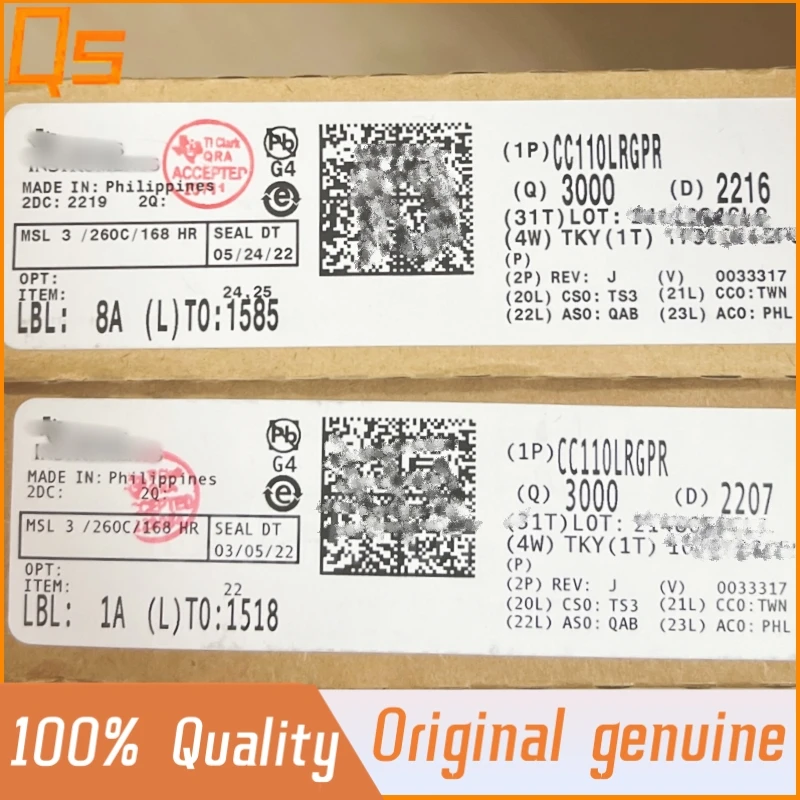 QS
TI Clark
QRA
ACCEPTED
Pb
G4
e
MADE IN: Philippines
2DC: 2219 2Q:
MSL 3 /260C/168 HR
SEAL DT
05/24/22
OPT:
ITEM: 24,25
LBL: 8A (L)TO:1585
(1P)CC110LRGPR
(Q) 3000 (D) 2216
(31T)LOT:
(4W) TKY(1T)
(P)
(2P) REV: J (V) 0033317
(20L) CSO: TS3 (21L) CCO:TWN
(22L) ASO: QAB (23L) ACO: PHL
Pb
G4
e
MADE IN: Philippines
2DC: 2Q:
MSL 3 /260C/168 HR
SEAL DT
03/05/22
OPT:
ITEM: 22
LBL: 1A (L)TO:1518
(1P)CC110LRGPR
(Q) 3000 (D) 2207
(31T)LOT:
(4W) TKY(1T)
(P)
(2P) REV: J (V) 0033317
(20L) CSO: TS3 (21L) CCO:TWN
(22L) ASO: QAB (23L) ACO: PHL
100% Quality
Original genuine